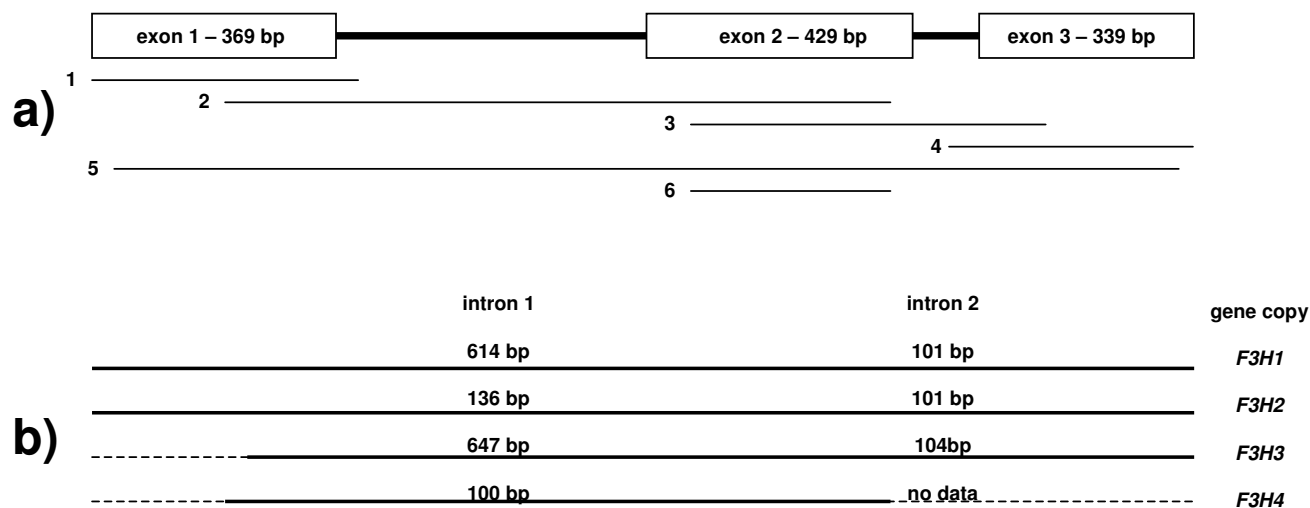 exon 1 – 369 bp exon 2 – 429 bp exon 3 – 339 bp
1
a)
2
3
4
5
6
intron 1 intron 2 gene copy
614 bp 101 bp F3H1
136 bp 101 bp F3H2
b)
647 bp 104bp F3H3
100 bp no data F3H4